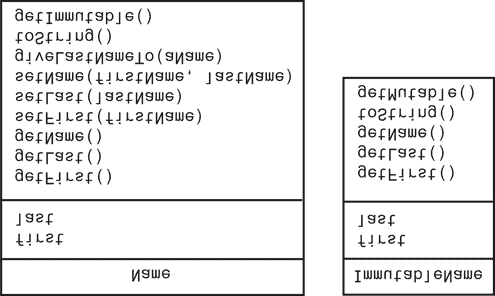 Name
first
last
getFirst()
getLast()
getName()
setFirst(firstName)
setLast(lastName)
setName(firstName, lastName)
giveLastNameTo(aName)
toString()
getImmutable()
ImmutableName
first
last
getFirst()
getLast()
getName()
toString()
getMutable()